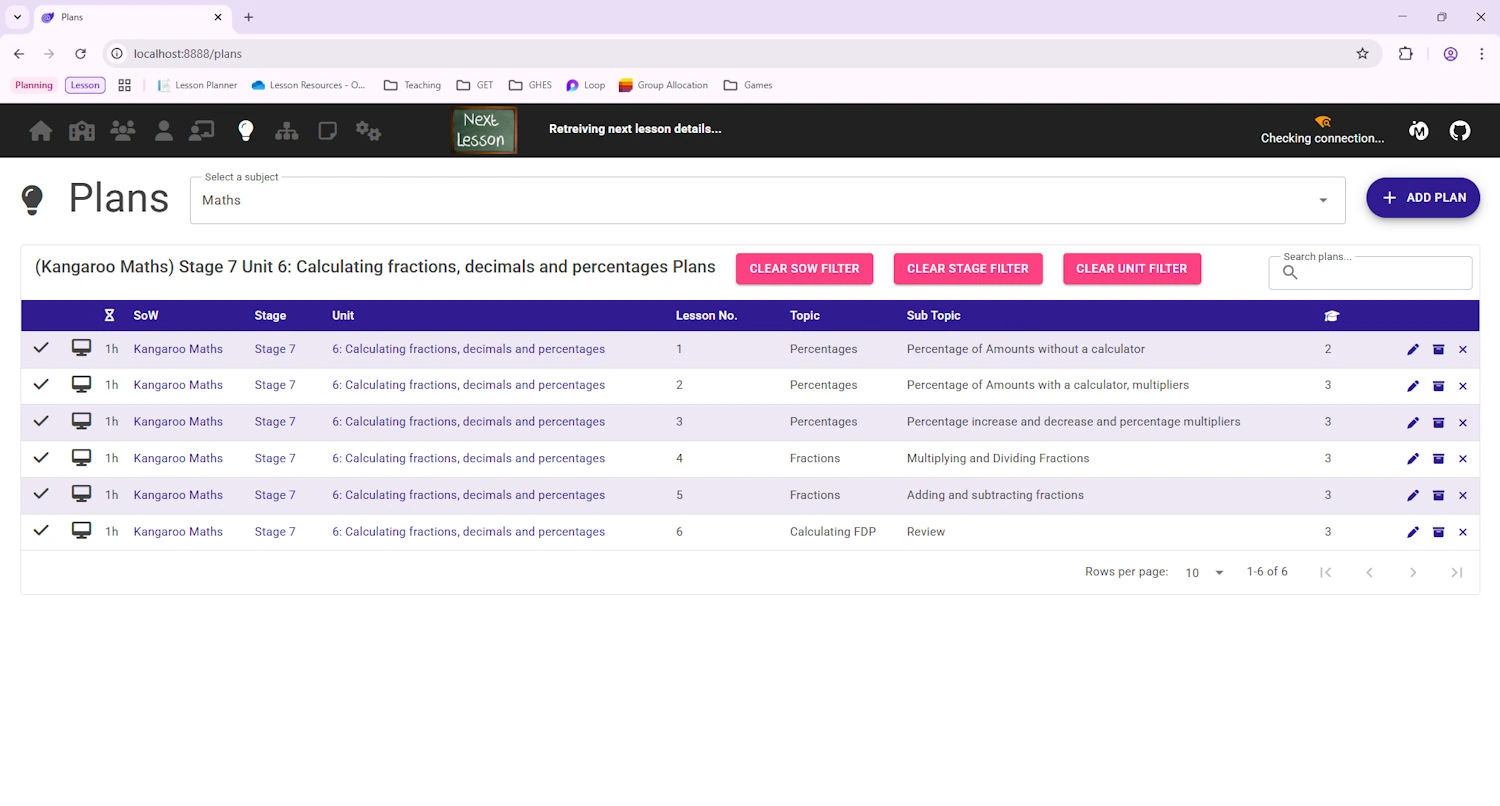 Plans
localhost:8888/plans
Planning Lesson Lesson Planner Lesson Resources - O... Teaching GET GHES Loop Group Allocation Games
Next
Lesson
Retreiving next lesson details...
Checking connection...
Plans
Select a subject
Maths
ADD PLAN
(Kangaroo Maths) Stage 7 Unit 6: Calculating fractions, decimals and percentages Plans
CLEAR SOW FILTER CLEAR STAGE FILTER CLEAR UNIT FILTER
Search plans...
SoW Stage Unit Lesson No. Topic Sub Topic
1h Kangaroo Maths Stage 7 6: Calculating fractions, decimals and percentages 1 Percentages Percentage of Amounts without a calculator 2
1h Kangaroo Maths Stage 7 6: Calculating fractions, decimals and percentages 2 Percentages Percentage of Amounts with a calculator, multipliers 3
1h Kangaroo Maths Stage 7 6: Calculating fractions, decimals and percentages 3 Percentages Percentage increase and decrease and percentage multipliers 3
1h Kangaroo Maths Stage 7 6: Calculating fractions, decimals and percentages 4 Fractions Multiplying and Dividing Fractions 3
1h Kangaroo Maths Stage 7 6: Calculating fractions, decimals and percentages 5 Fractions Adding and subtracting fractions 3
1h Kangaroo Maths Stage 7 6: Calculating fractions, decimals and percentages 6 Calculating FDP Review 3
Rows per page: 10 1-6 of 6